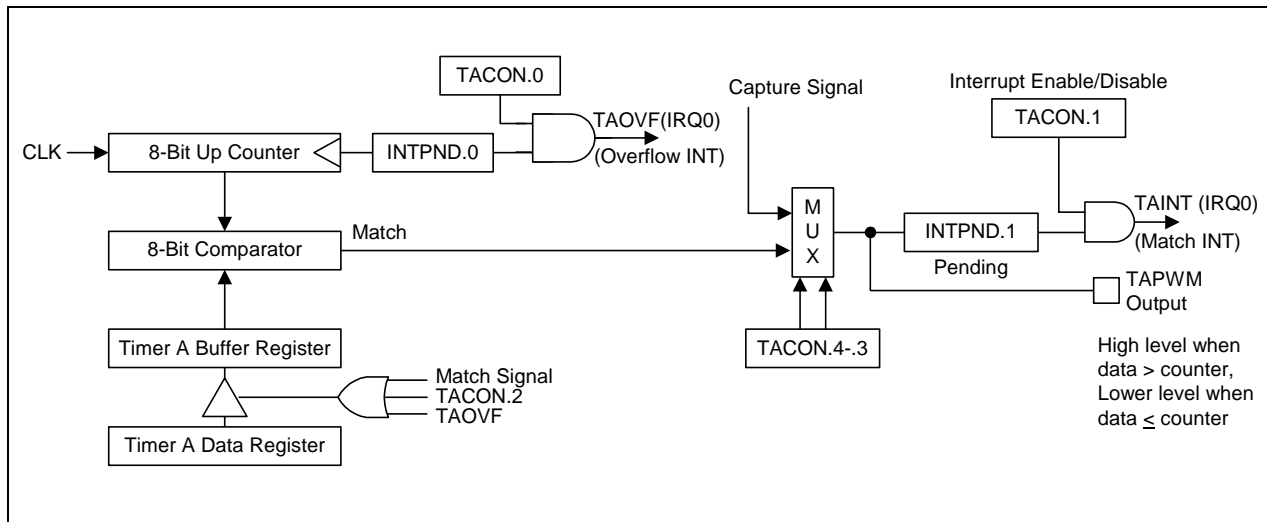 TACON.0
TAOVF(IRQ0)
(Overflow INT)
CLK
8-Bit Up Counter
INTPND.0
8-Bit Comparator
Match
Timer A Buffer Register
Match Signal
TACON.2
TAOVF
Timer A Data Register
Capture Signal
M
U
X
TACON.4-.3
Interrupt Enable/Disable
TACON.1
INTPND.1
Pending
TAINT (IRQ0)
(Match INT)
TAPWM
Output
High level when
data > counter,
Lower level when
data ≤ counter